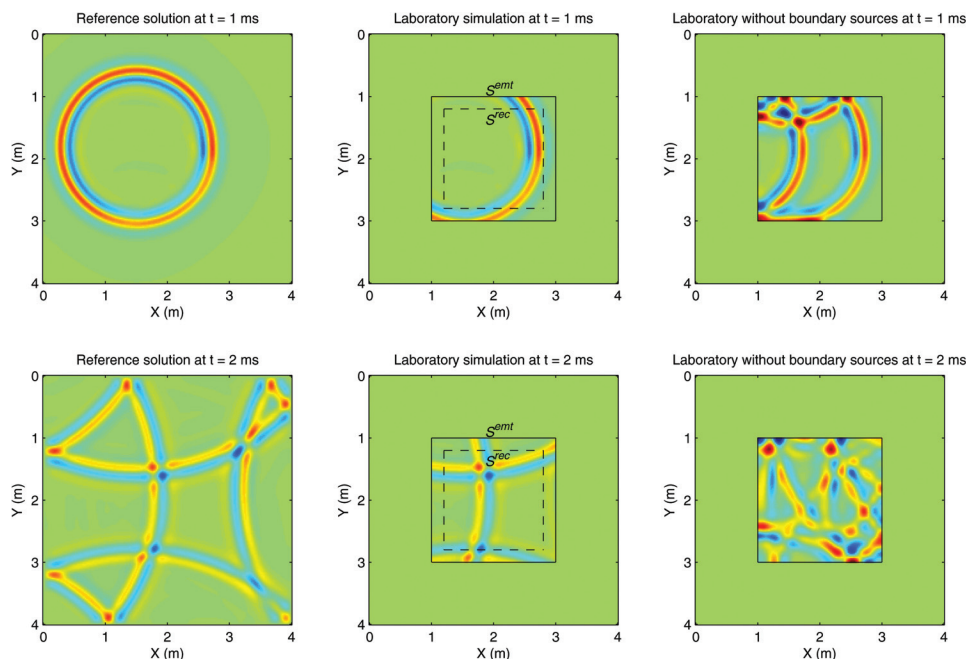 Reference solution at t = 1 ms
Laboratory simulation at t = 1 ms
Laboratory without boundary sources at t = 1 ms
0
1
2
3
4
Y (m)
0 1 2 3 4
X (m)
0
1
2
3
4
Y (m)
S^emt
S^rec
0 1 2 3 4
X (m)
0
1
2
3
4
Y (m)
0 1 2 3 4
X (m)
Reference solution at t = 2 ms
Laboratory simulation at t = 2 ms
Laboratory without boundary sources at t = 2 ms
0
1
2
3
4
Y (m)
0 1 2 3 4
X (m)
0
1
2
3
4
Y (m)
S^emt
S^rec
0 1 2 3 4
X (m)
0
1
2
3
4
Y (m)
0 1 2 3 4
X (m)